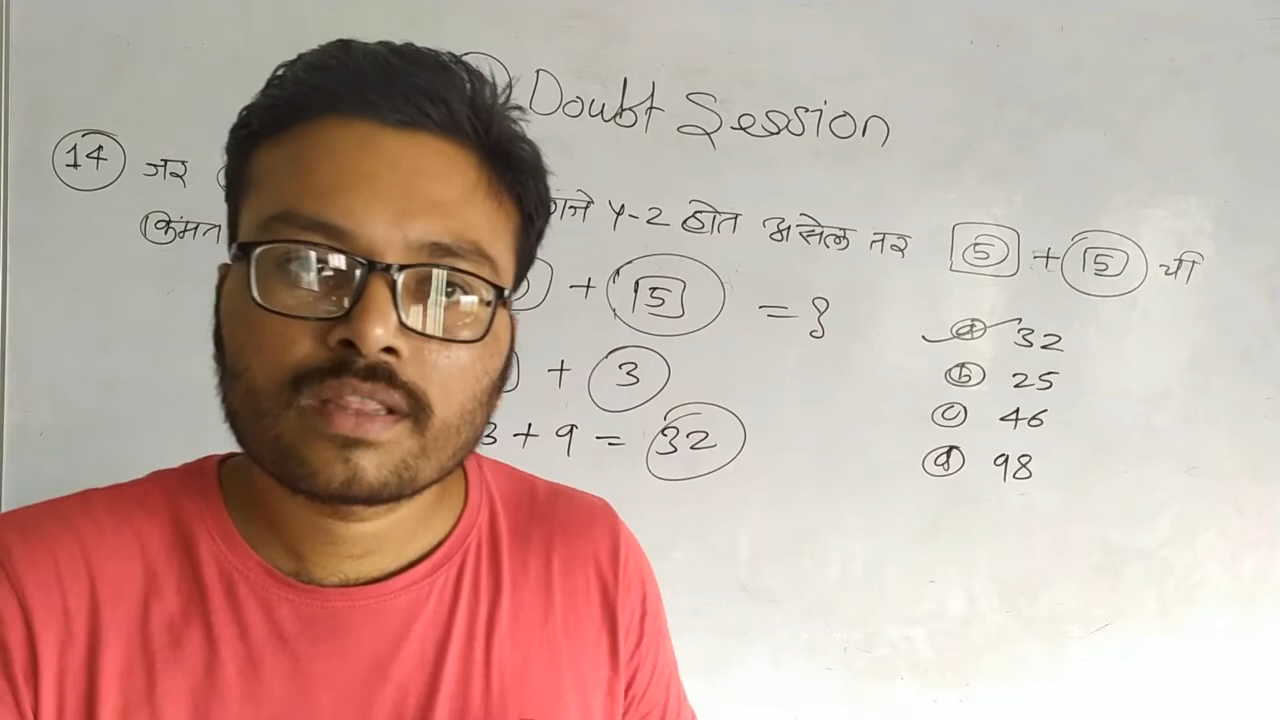 Doubt Session
14 जर
y-2 होत असेल तर 5 + 5 ची
किंमत
+ 5 = ?
a 32
+ 3
b 25
3 + 9 = 32
c 46
d 98